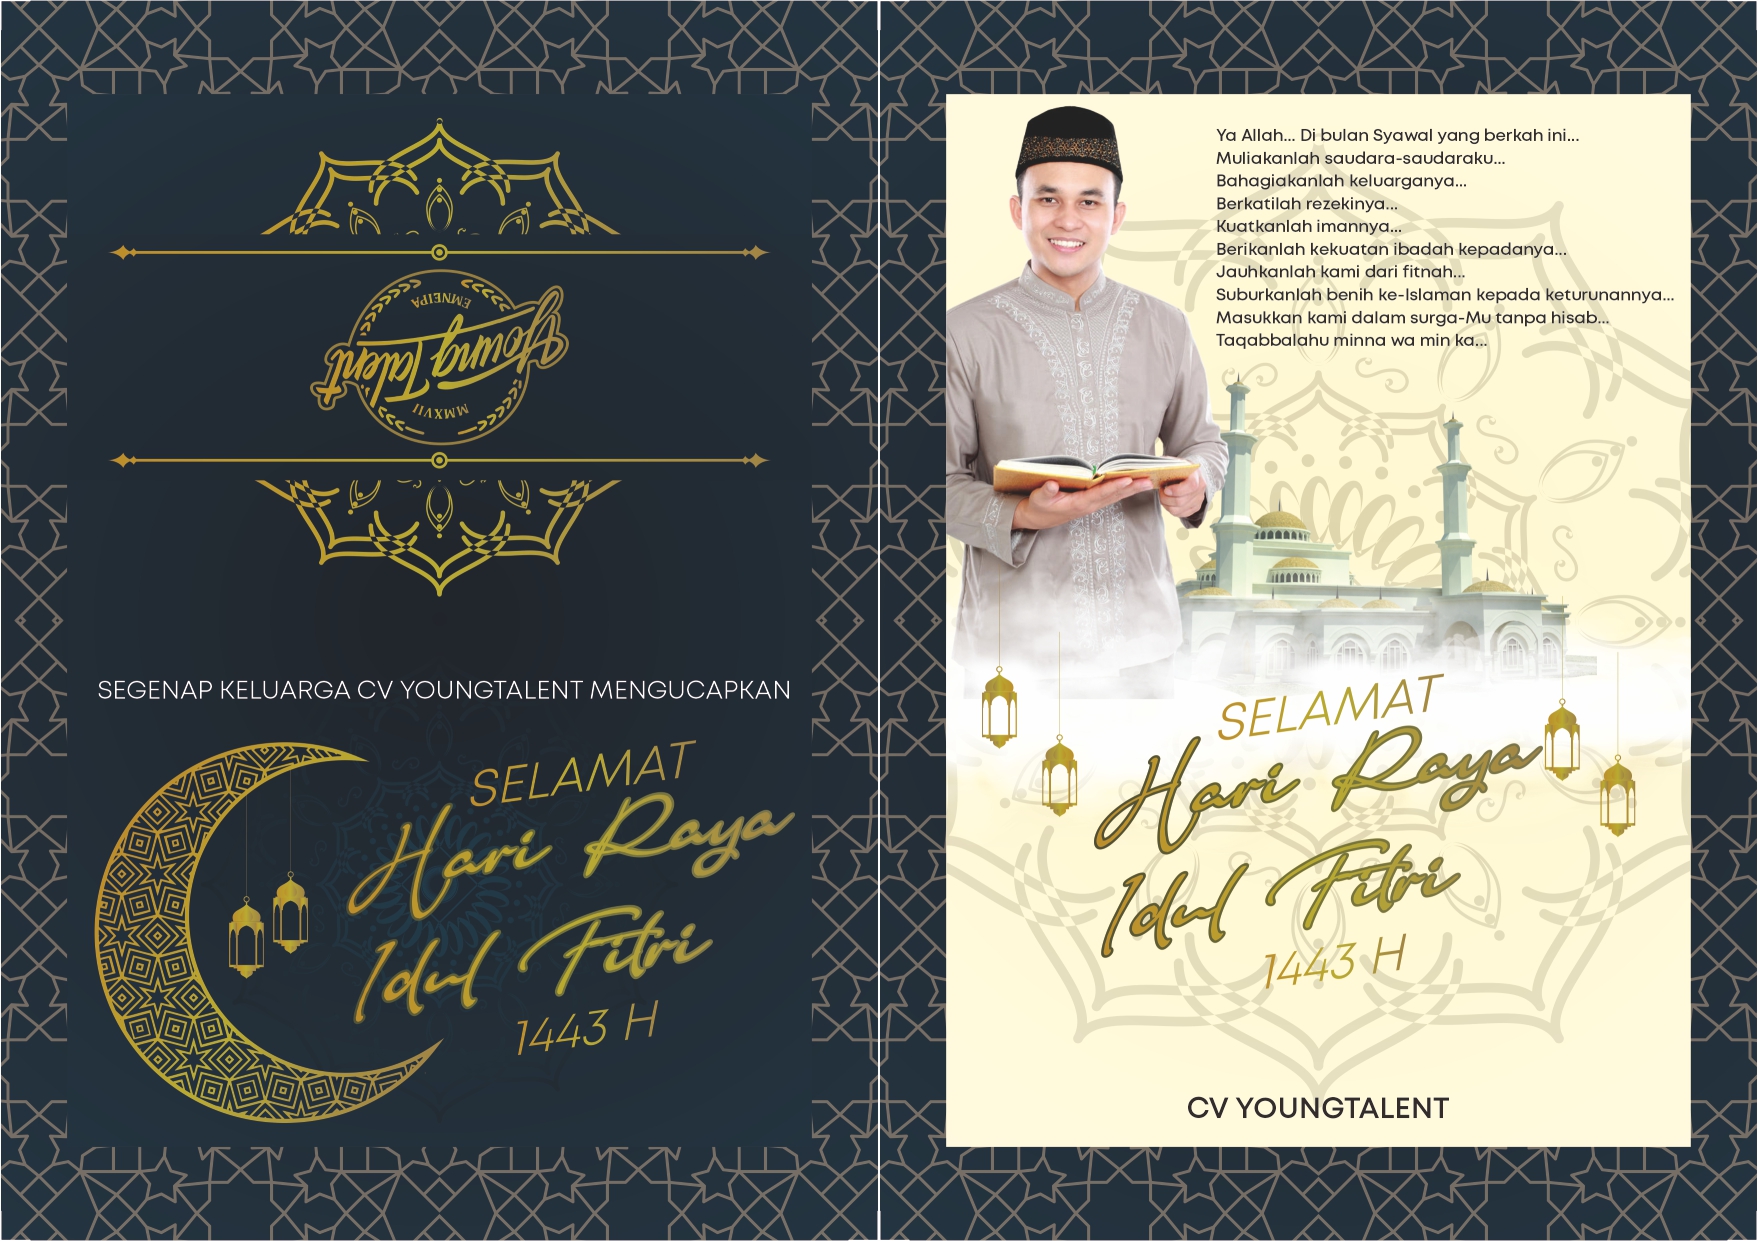 EMNEIPA
Young Talent
MMXVII
SEGENAP KELUARGA CV YOUNGTALENT MENGUCAPKAN
SELAMAT
Hari Raya
Idul Fitri
1443 H
Ya Allah... Di bulan Syawal yang berkah ini...
Muliakanlah saudara-saudaraku...
Bahagiakanlah keluarganya...
Berkatilah rezekinya...
Kuatkanlah imannya...
Berikanlah kekuatan ibadah kepadanya...
Jauhkanlah kami dari fitnah...
Suburkanlah benih ke-Islaman kepada keturunannya...
Masukkan kami dalam surga-Mu tanpa hisab...
Taqabbalahu minna wa min ka...
SELAMAT
Hari Raya
Idul Fitri
1443 H
CV YOUNGTALENT